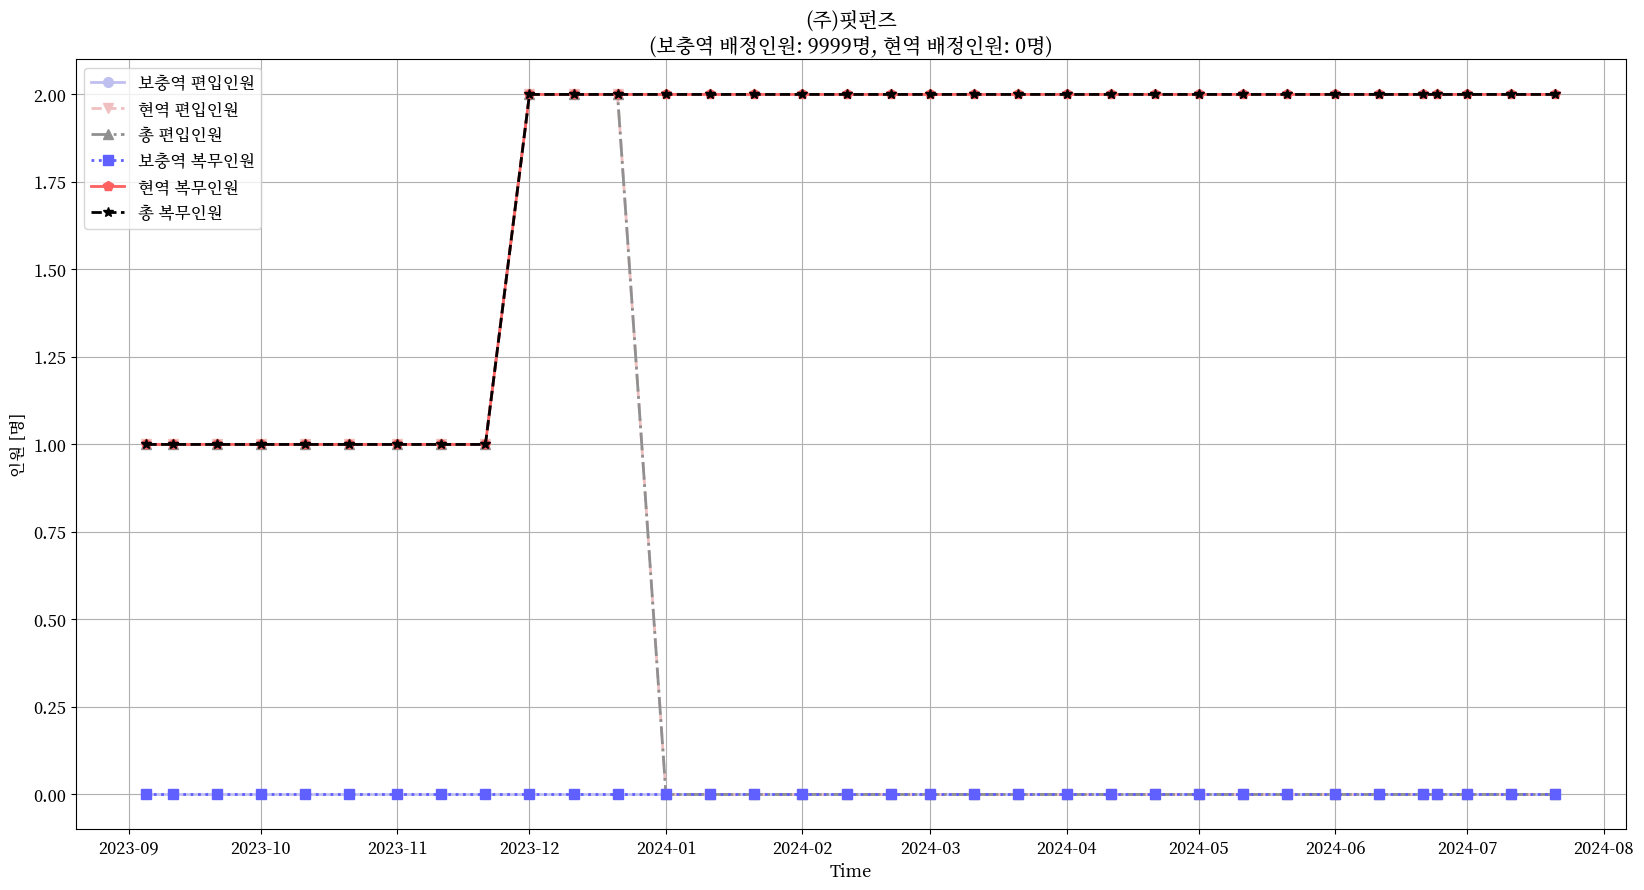 (주)핏펀즈
(보충역 배정인원: 9999명, 현역 배정인원: 0명)
보충역 편입인원
현역 편입인원
총 편입인원
보충역 복무인원
현역 복무인원
총 복무인원
인원 [명]
2.00
1.75
1.50
1.25
1.00
0.75
0.50
0.25
0.00
2023-09 2023-10 2023-11 2023-12 2024-01 2024-02 2024-03 2024-04 2024-05 2024-06 2024-07 2024-08
Time